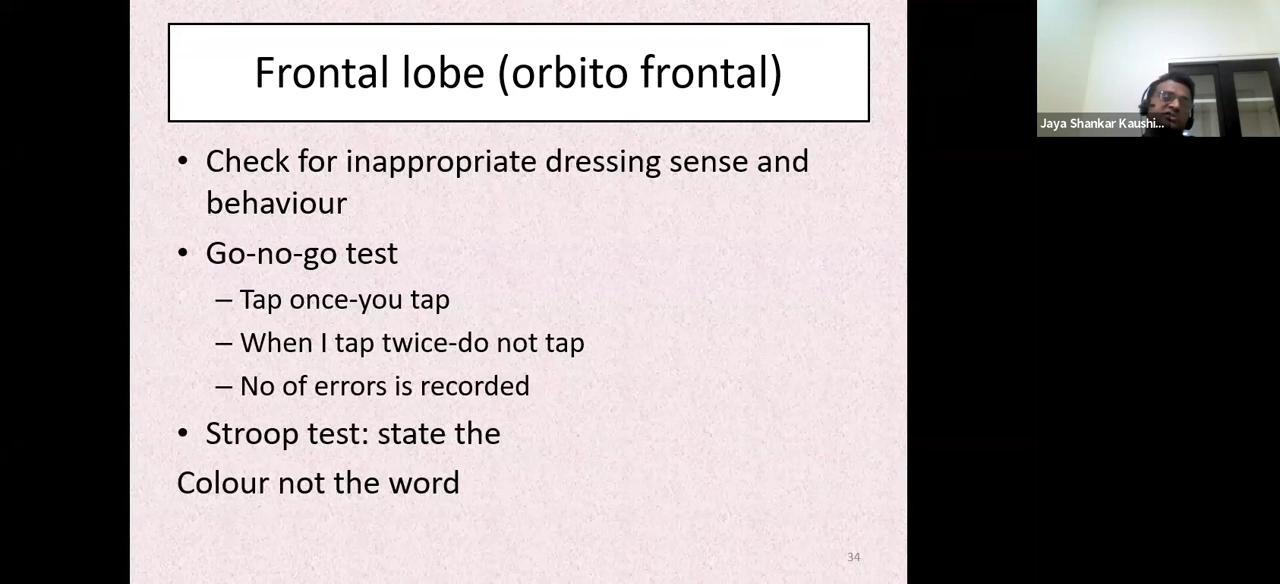 Frontal lobe (orbito frontal)
• Check for inappropriate dressing sense and
behaviour
• Go-no-go test
– Tap once-you tap
– When I tap twice-do not tap
– No of errors is recorded
• Stroop test: state the
Colour not the word
34
Jaya Shankar Kaushi...